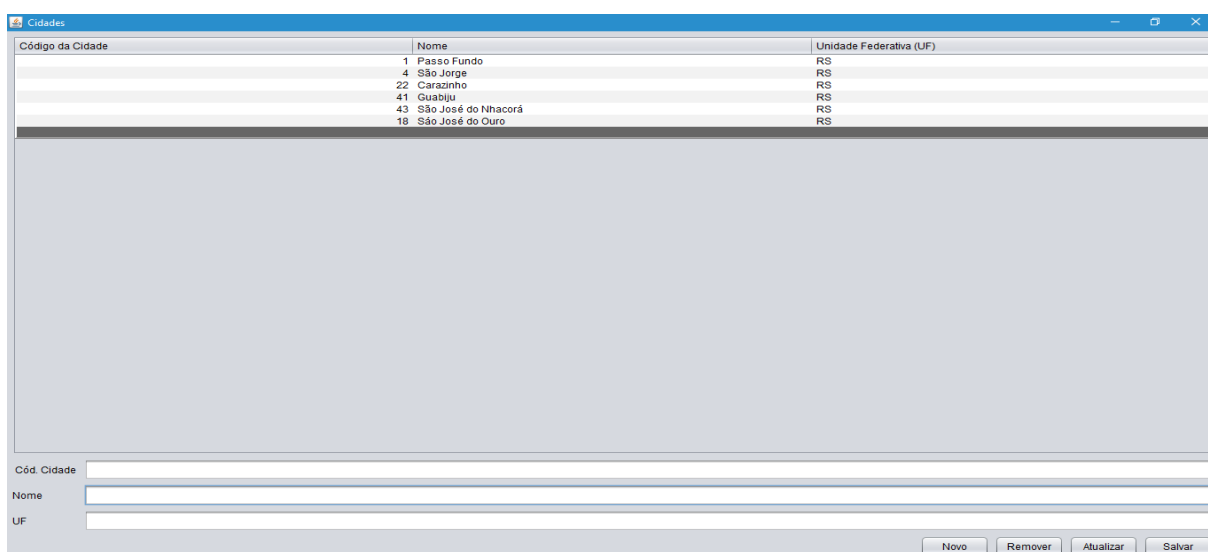 Cidades
Código da Cidade Nome Unidade Federativa (UF)
1 Passo Fundo RS
4 São Jorge RS
22 Carazinho RS
41 Guabiju RS
43 São José do Nhacorá RS
18 Sáo José do Ouro RS
Cód. Cidade
Nome
UF
Novo Remover Atualizar Salvar